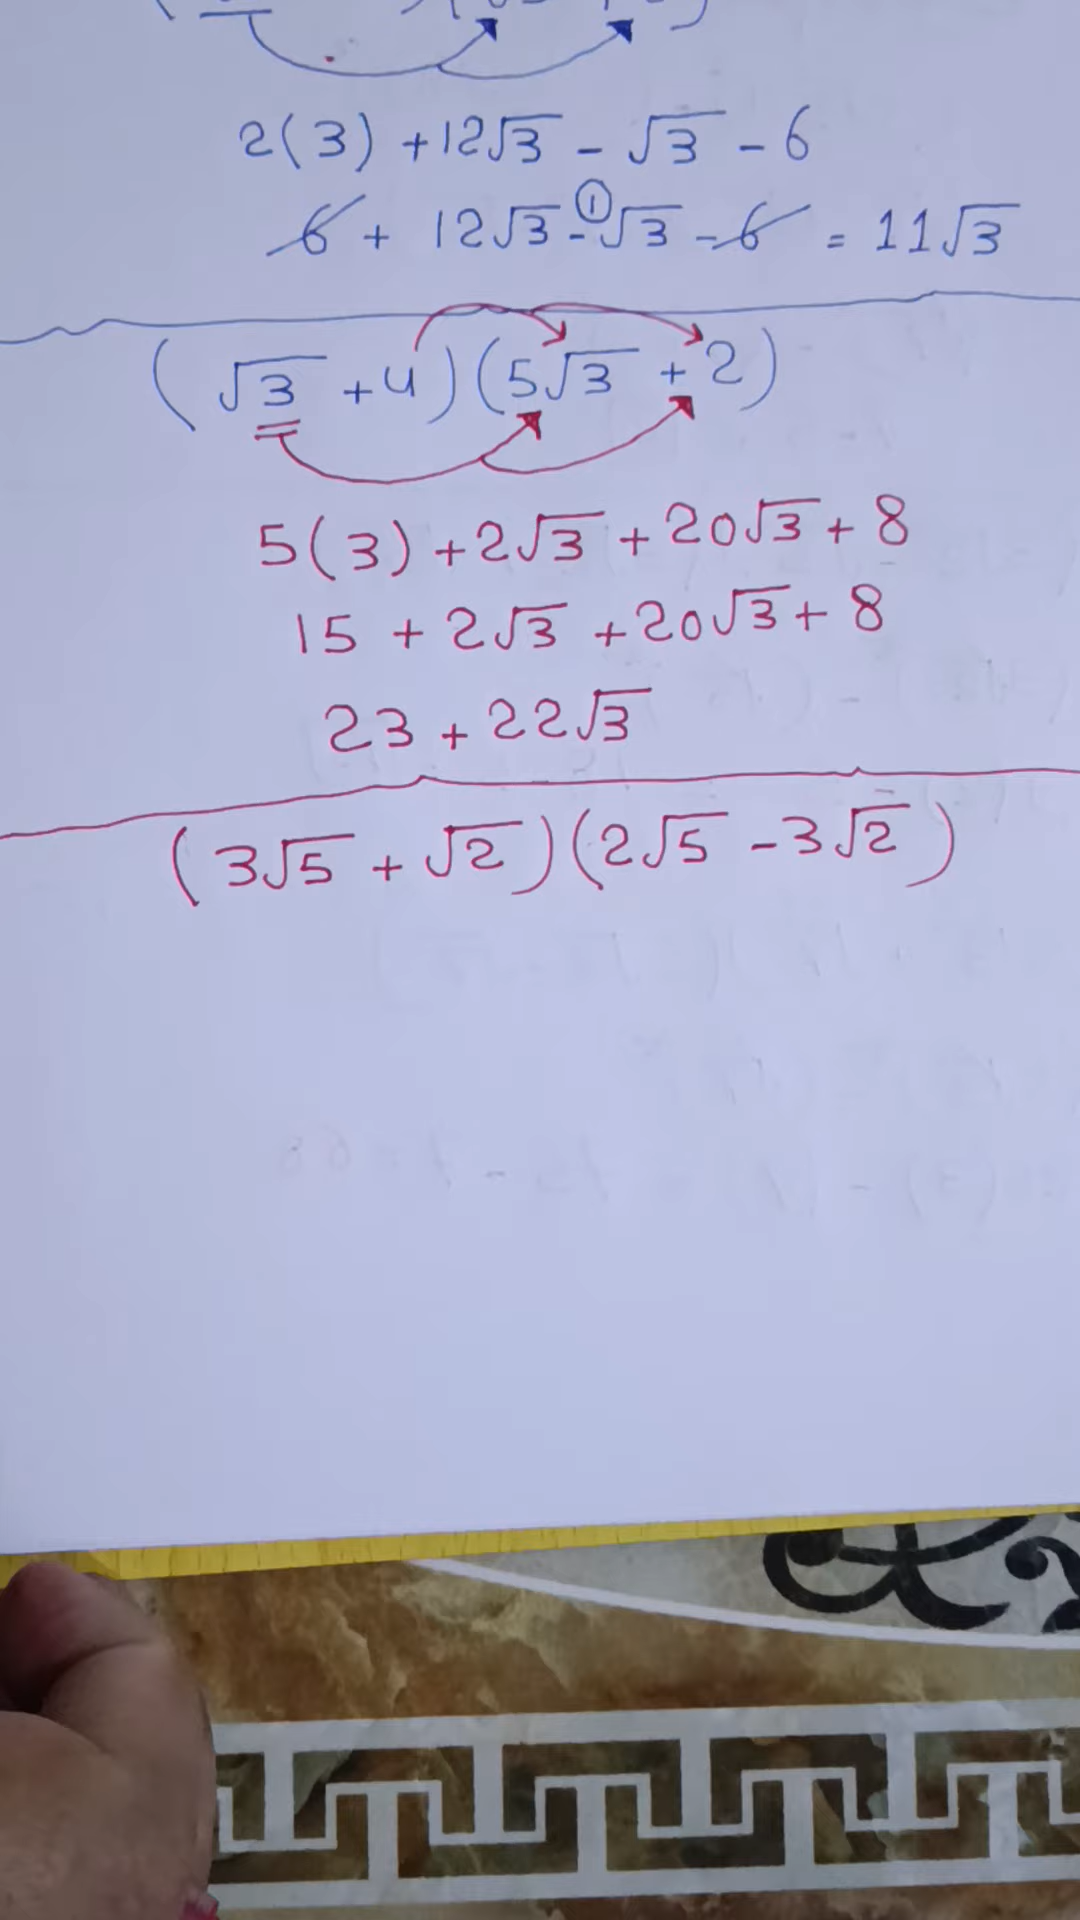 2(3) + 12√3 - √3 - 6
6 + 12√3 - ①√3 - 6 = 11√3
(√3 + 4)(5√3 + 2)
5(3) + 2√3 + 20√3 + 8
15 + 2√3 + 20√3 + 8
23 + 22√3
(3√5 + √2)(2√5 - 3√2)